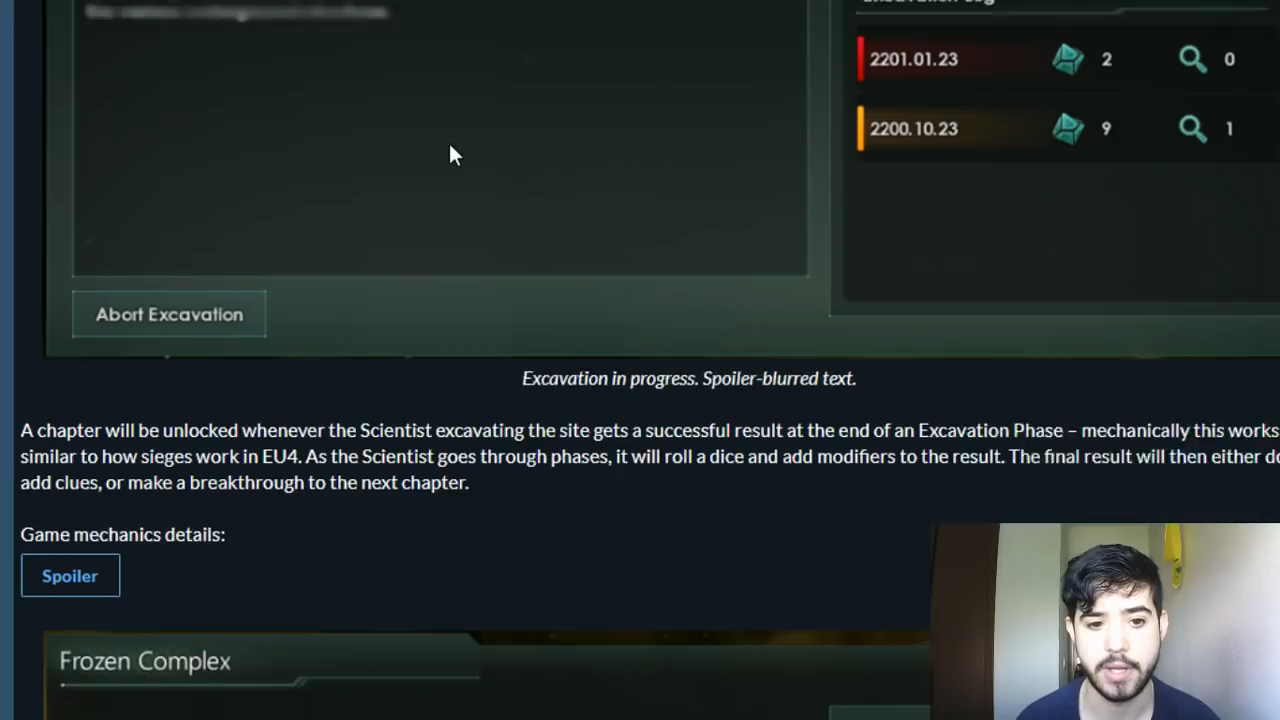 2201.01.23 2 0
2200.10.23 9 1
Abort Excavation
Excavation in progress. Spoiler-blurred text.
A chapter will be unlocked whenever the Scientist excavating the site gets a successful result at the end of an Excavation Phase – mechanically this works
similar to how sieges work in EU4. As the Scientist goes through phases, it will roll a dice and add modifiers to the result. The final result will then either
add clues, or make a breakthrough to the next chapter.
Game mechanics details:
Spoiler
Frozen Complex